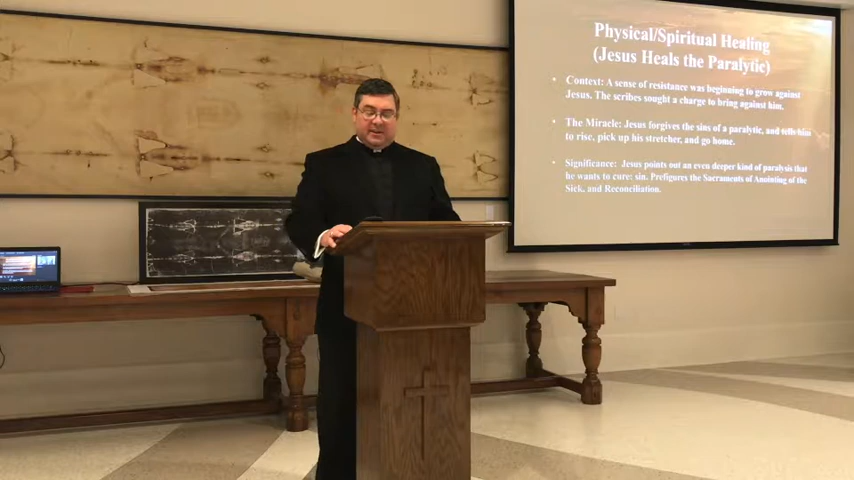 Physical/Spiritual Healing
(Jesus Heals the Paralytic)
• Context: A sense of resistance was beginning to grow against
Jesus. The scribes sought a charge to bring against him.
• The Miracle: Jesus forgives the sins of a paralytic, and tells him
to rise, pick up his stretcher, and go home.
• Significance: Jesus points out an even deeper kind of paralysis that
he wants to cure: sin. Prefigures the Sacraments of Anointing of the
Sick, and Reconciliation.